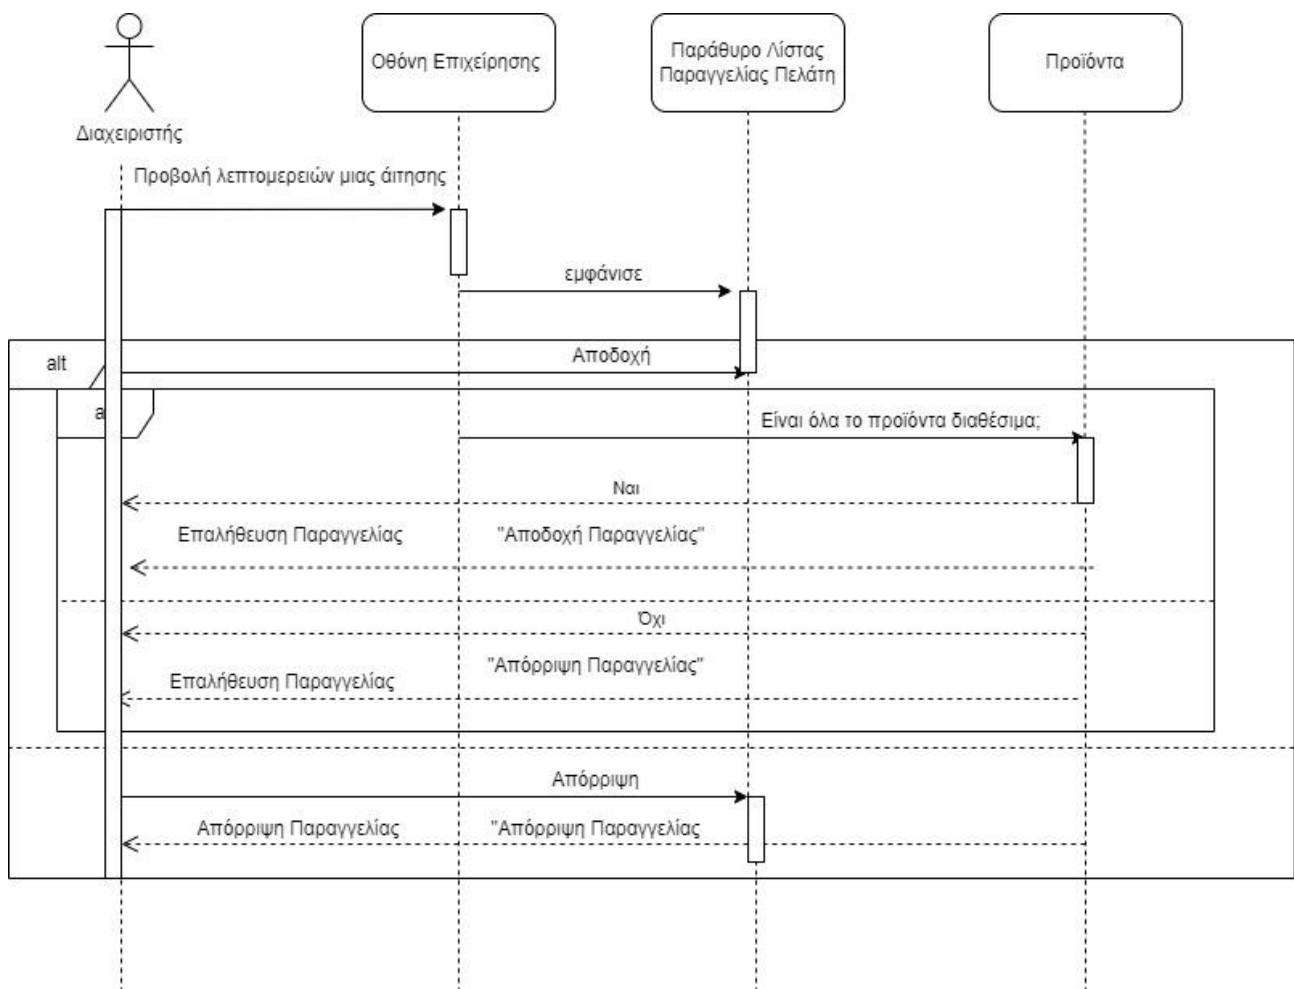 Οθόνη Επιχείρησης
Παράθυρο Λίστας
Παραγγελίας Πελάτη
Προϊόντα
Διαχειριστής
Προβολή λεπτομερειών μιας άιτησης
εμφάνισε
alt
Αποδοχή
a
Είναι όλα το προϊόντα διαθέσιμα;
Ναι
Επαλήθευση Παραγγελίας
"Αποδοχή Παραγγελίας"
Όχι
"Απόρριψη Παραγγελίας"
Επαλήθευση Παραγγελίας
Απόρριψη
Απόρριψη Παραγγελίας
"Απόρριψη Παραγγελίας